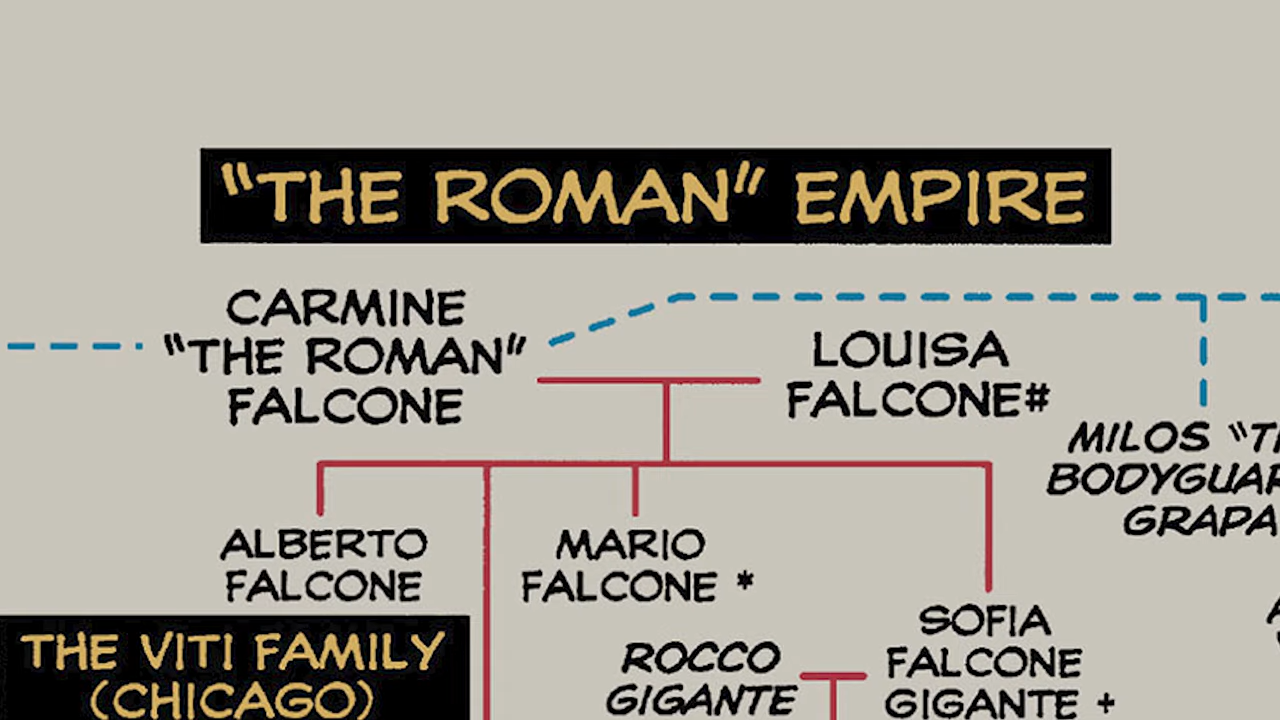 "THE ROMAN" EMPIRE
CARMINE
"THE ROMAN"
FALCONE
LOUISA
FALCONE#
MILOS
BODYGUAR
GRAPA
ALBERTO
FALCONE
MARIO
FALCONE *
SOFIA
FALCONE
GIGANTE +
ROCCO
GIGANTE
THE VITI FAMILY
(CHICAGO)